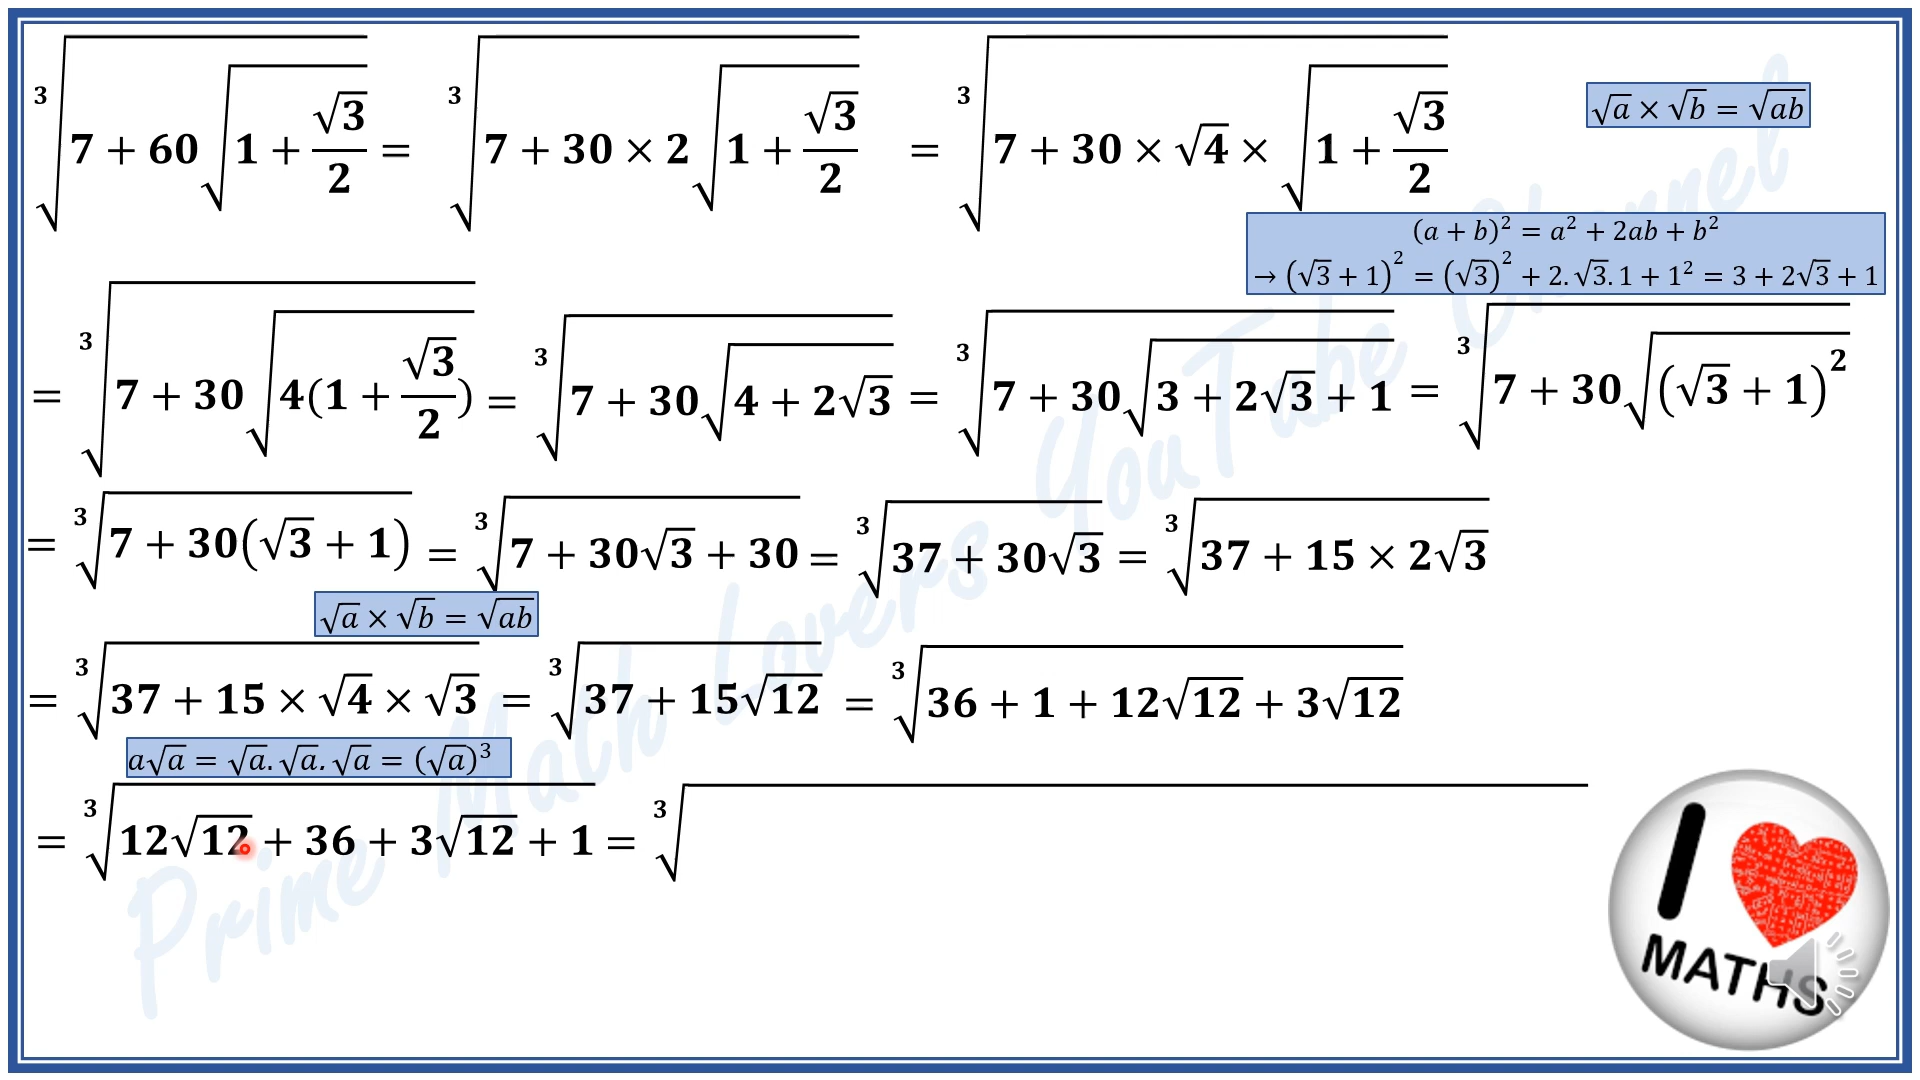 ∛(7 + 60√(1 + √3/2)) = ∛(7 + 30 × 2√(1 + √3/2)) = ∛(7 + 30 × √4 × √(1 + √3/2))
√a × √b = √ab
(a + b)² = a² + 2ab + b²
→ (√3 + 1)² = (√3)² + 2.√3.1 + 1² = 3 + 2√3 + 1
= ∛(7 + 30√(4(1 + √3/2))) = ∛(7 + 30√(4 + 2√3)) = ∛(7 + 30√(3 + 2√3 + 1)) = ∛(7 + 30√((√3 + 1)²))
= ∛(7 + 30(√3 + 1)) = ∛(7 + 30√3 + 30) = ∛(37 + 30√3) = ∛(37 + 15 × 2√3)
√a × √b = √ab
= ∛(37 + 15 × √4 × √3) = ∛(37 + 15√12) = ∛(36 + 1 + 12√12 + 3√12)
a√a = √a.√a.√a = (√a)³
= ∛(12√12 + 36 + 3√12 + 1) = ∛
Prime Math Lovers YouTube Channel
I
MATHS